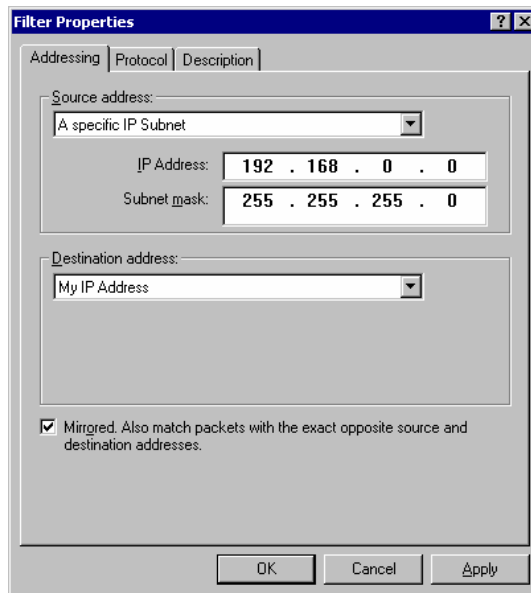 Filter Properties
Addressing Protocol Description
Source address:
A specific IP Subnet
IP Address: 192 . 168 . 0 . 0
Subnet mask: 255 . 255 . 255 . 0
Destination address:
My IP Address
Mirrored. Also match packets with the exact opposite source and
destination addresses.
OK Cancel Apply